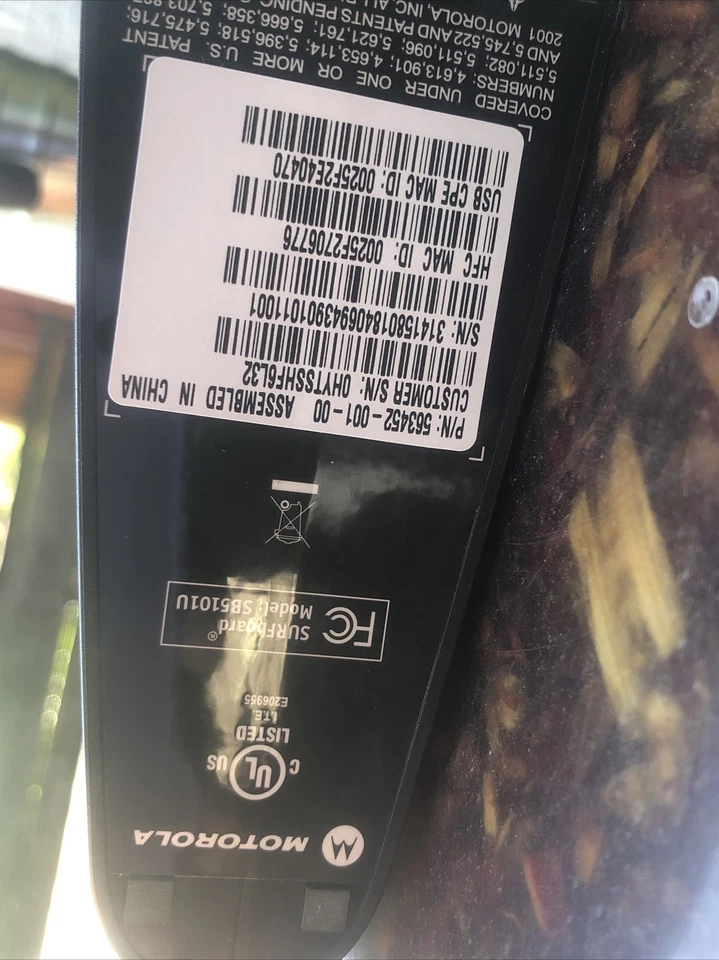 MOTOROLA
C UL US
LISTED
I.T.E.
E206955
FC
SURFboard®
Model: SB5101U
P/N: 563452-001-00 ASSEMBLED IN CHINA
CUSTOMER S/N: 0HYTSSHF6L32
S/N: 314158018406943901011001
HFC MAC ID: 0025F2706776
USB CPE MAC ID: 0025F2E40470
COVERED UNDER ONE OR MORE U.S. PATENT
NUMBERS: 4,613,901; 4,653,114; 5,396,518; 5,475,716;
5,511,082; 5,511,096; 5,621,761; 5,666,358;
AND 5,745,522 AND PATENTS PENDING
2001 MOTOROLA, INC.